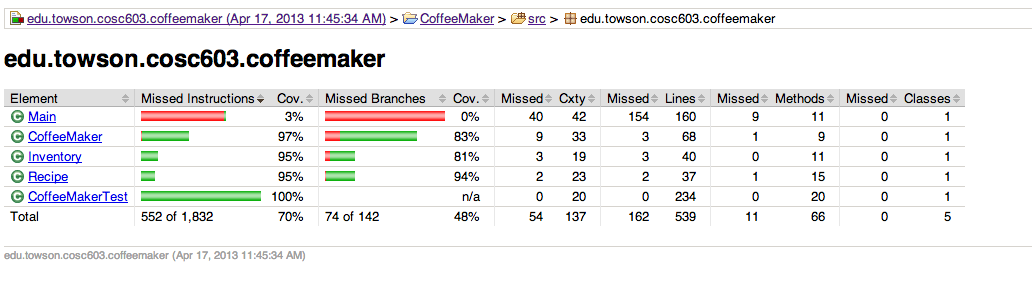 edu.towson.cosc603.coffeemaker (Apr 17, 2013 11:45:34 AM) > CoffeeMaker > src > edu.towson.cosc603.coffeemaker
edu.towson.cosc603.coffeemaker
Element Missed Instructions Cov. Missed Branches Cov. Missed Cxty Missed Lines Missed Methods Missed Classes
Main 3% 0% 40 42 154 160 9 11 0 1
CoffeeMaker 97% 83% 9 33 3 68 1 9 0 1
Inventory 95% 81% 3 19 3 40 0 11 0 1
Recipe 95% 94% 2 23 2 37 1 15 0 1
CoffeeMakerTest 100% n/a 0 20 0 234 0 20 0 1
Total 552 of 1,832 70% 74 of 142 48% 54 137 162 539 11 66 0 5
edu.towson.cosc603.coffeemaker (Apr 17, 2013 11:45:34 AM)